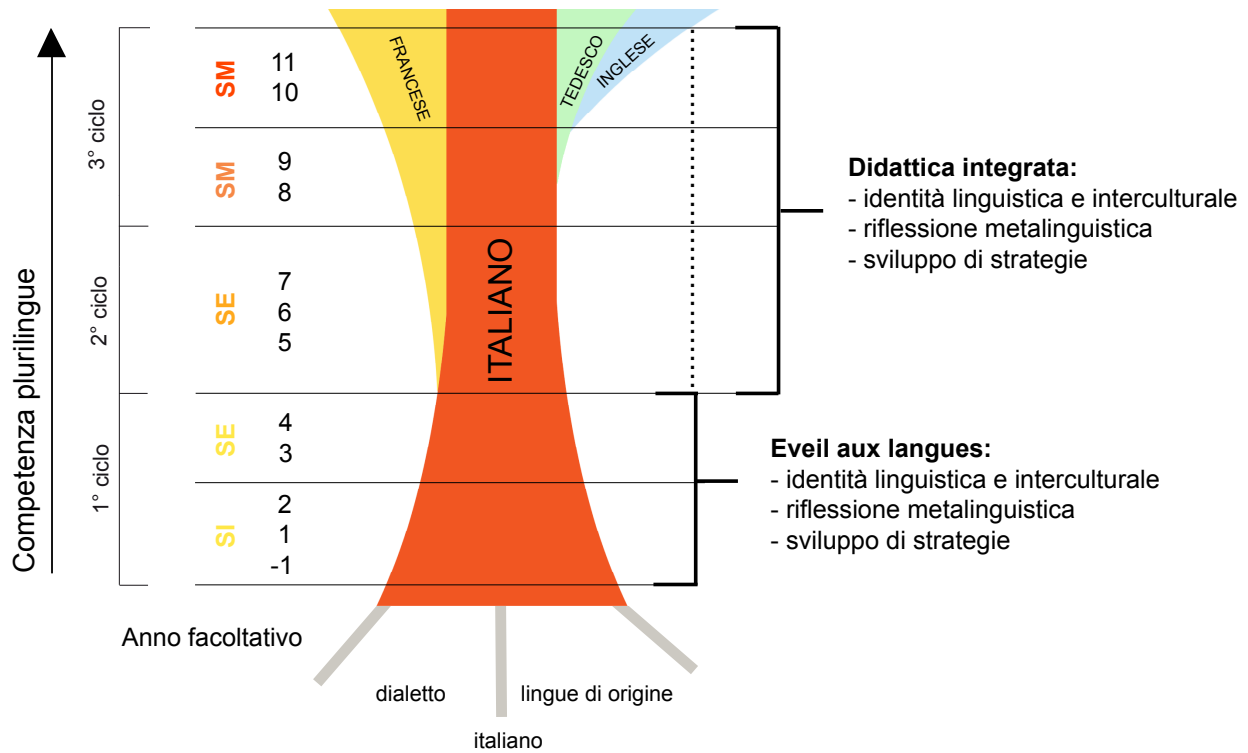 Competenza plurilingue
3° ciclo
2° ciclo
1° ciclo
SM
11
10
SM
9
8
SE
7
6
5
SE
4
3
SI
2
1
-1
Anno facoltativo
FRANCESE
ITALIANO
TEDESCO
INGLESE
dialetto
lingue di origine
italiano
Didattica integrata:
- identità linguistica e interculturale
- riflessione metalinguistica
- sviluppo di strategie
Eveil aux langues:
- identità linguistica e interculturale
- riflessione metalinguistica
- sviluppo di strategie